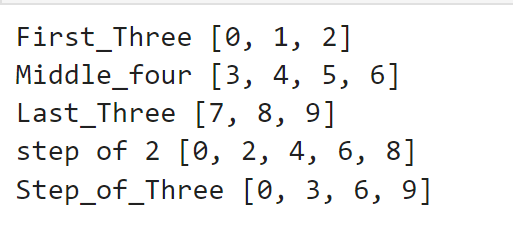 First_Three [0, 1, 2]
Middle_four [3, 4, 5, 6]
Last_Three [7, 8, 9]
step of 2 [0, 2, 4, 6, 8]
Step_of_Three [0, 3, 6, 9]